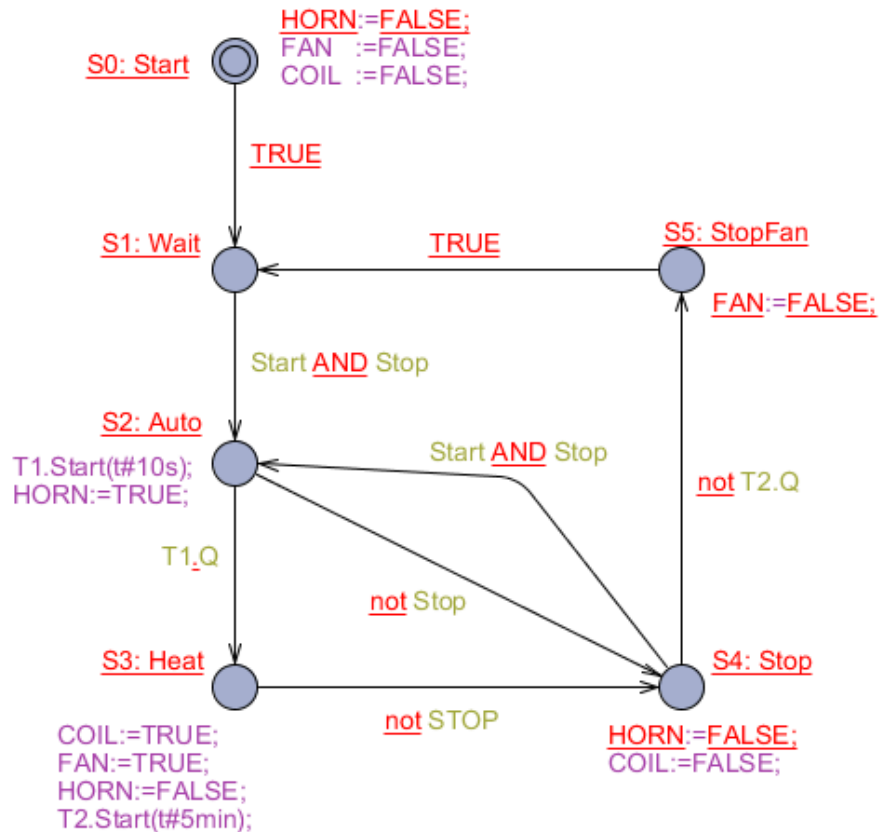 HORN:=FALSE;
FAN :=FALSE;
COIL :=FALSE;
S0: Start
TRUE
S1: Wait
TRUE
S5: StopFan
FAN:=FALSE;
Start AND Stop
S2: Auto
T1.Start(t#10s);
HORN:=TRUE;
Start AND Stop
not T2.Q
T1.Q
not Stop
S3: Heat
S4: Stop
not STOP
COIL:=TRUE;
FAN:=TRUE;
HORN:=FALSE;
T2.Start(t#5min);
HORN:=FALSE;
COIL:=FALSE;